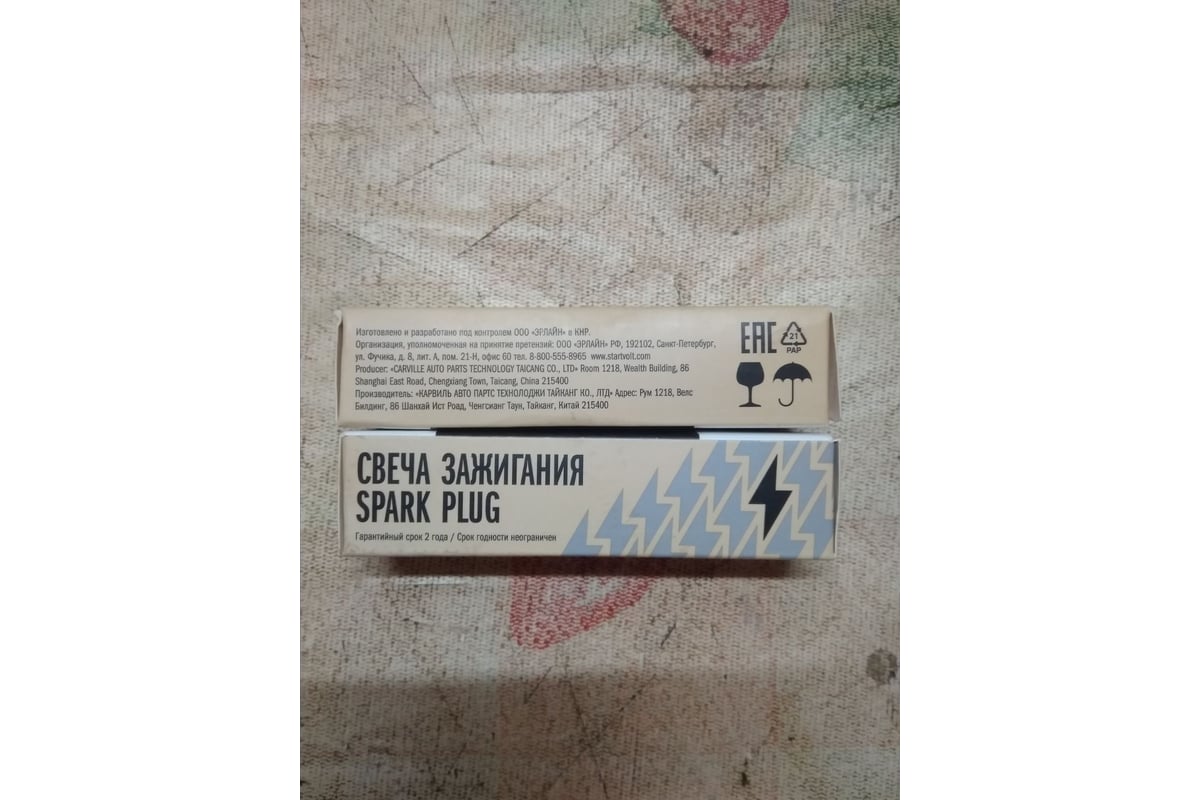 Изготовлено и разработано под контролем ООО «ЭРЛАЙН» в КНР.
Организация, уполномоченная на принятие претензий: ООО «ЭРЛАЙН» РФ, 192102, Санкт-Петербург,
ул. Фучика, д. 8, лит. А, пом. 21-Н, офис 60 тел. 8-800-555-8965 www.startvolt.com
Producer: «CARVILLE AUTO PARTS TECHNOLOGY TAICANG CO., LTD» Room 1218, Wealth Building, 86
Shanghai East Road, Chengxiang Town, Taicang, China 215400
Производитель: «КАРВИЛЬ АВТО ПАРТС ТЕХНОЛОДЖИ ТАЙКАНГ КО., ЛТД» Адрес: Рум 1218, Велс
Билдинг, 86 Шанхай Ист Роад, Ченгсианг Таун, Тайканг, Китай 215400
EAC
21
PAP
СВЕЧА ЗАЖИГАНИЯ
SPARK PLUG
Гарантийный срок 2 года / Срок годности неограничен